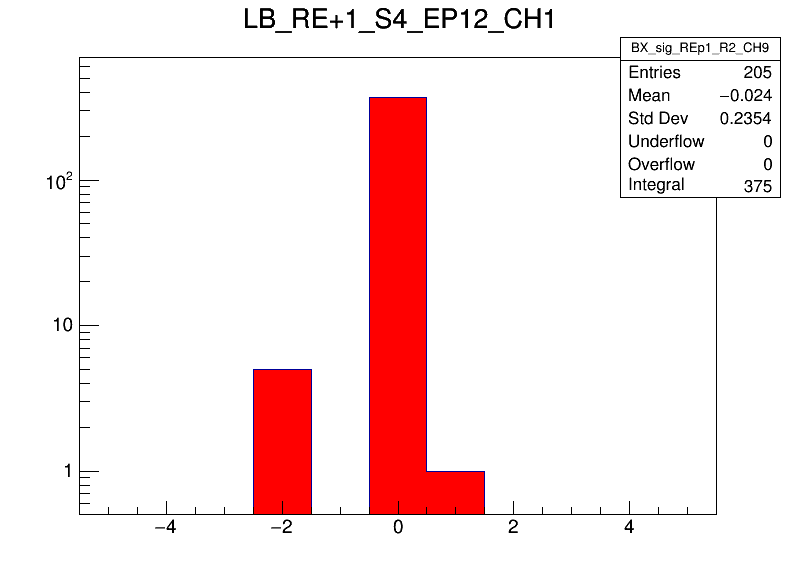 LB_RE+1_S4_EP12_CH1
BX_sig_REp1_R2_CH9
Entries 205
Mean −0.024
Std Dev 0.2354
Underflow 0
Overflow 0
Integral 375
10²
10
1
−4 −2 0 2 4